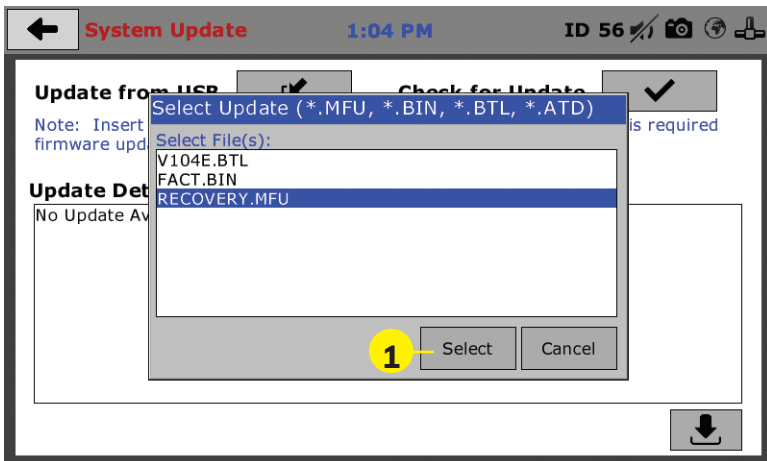 System Update 1:04 PM ID 56
Update from USB Check for Update
Select Update (*.MFU, *.BIN, *.BTL, *.ATD)
Note: Insert is required
firmware upd
Select File(s):
V104E.BTL
FACT.BIN
RECOVERY.MFU
Update Det
No Update Av
1 Select Cancel